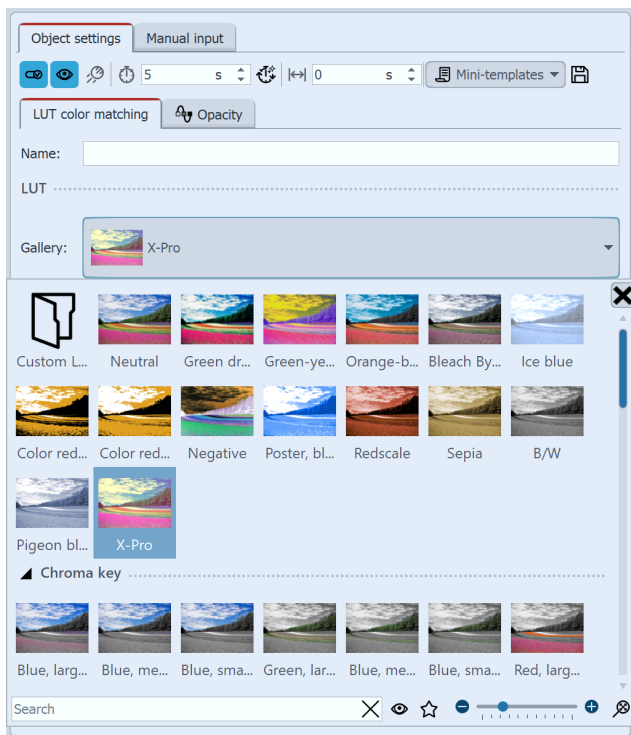 Object settings Manual input
5 s 0 s Mini-templates
LUT color matching Opacity
Name:
LUT
Gallery: X-Pro
Custom L... Neutral Green dr... Green-ye... Orange-b... Bleach By... Ice blue
Color red... Color red... Negative Poster, bl... Redscale Sepia B/W
Pigeon bl... X-Pro
Chroma key
Blue, larg... Blue, me... Blue, sma... Green, lar... Blue, me... Blue, sma... Red, larg...
Search